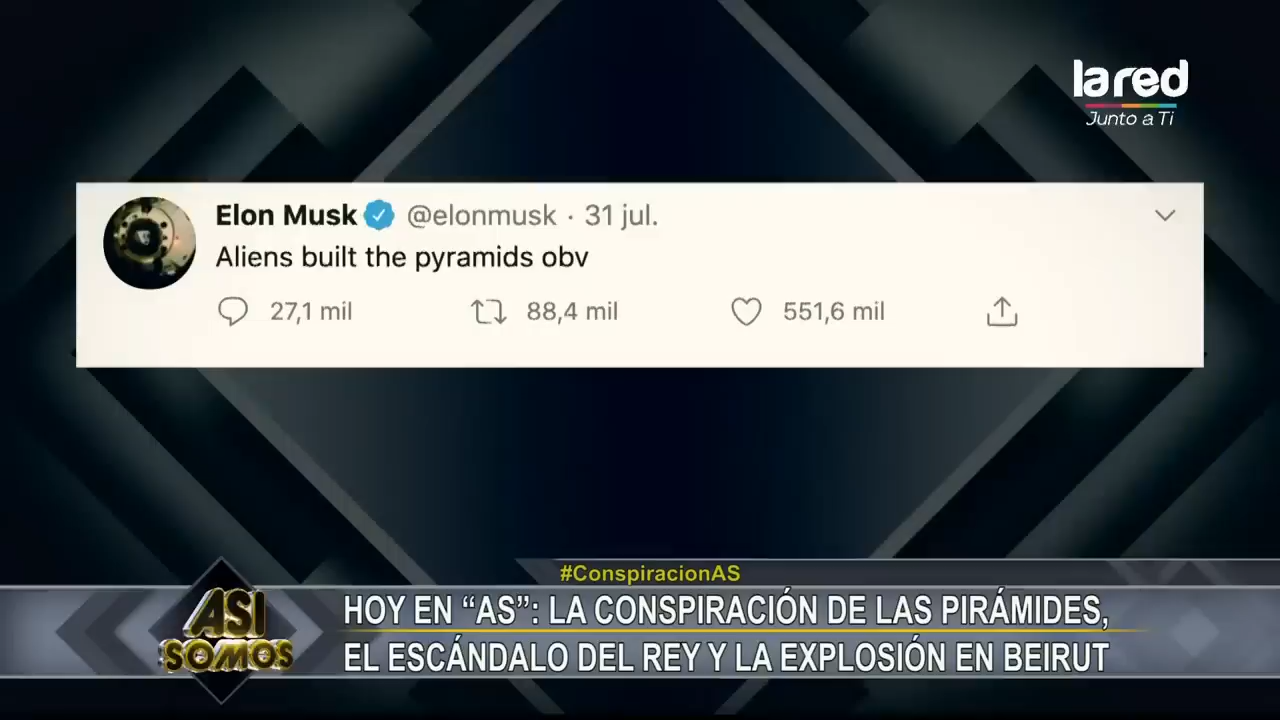 lared
Junto a Ti
Elon Musk @elonmusk · 31 jul.
Aliens built the pyramids obv
27,1 mil 88,4 mil 551,6 mil
#ConspiracionAS
ASI
SOMOS
HOY EN “AS”: LA CONSPIRACIÓN DE LAS PIRÁMIDES,
EL ESCÁNDALO DEL REY Y LA EXPLOSIÓN EN BEIRUT